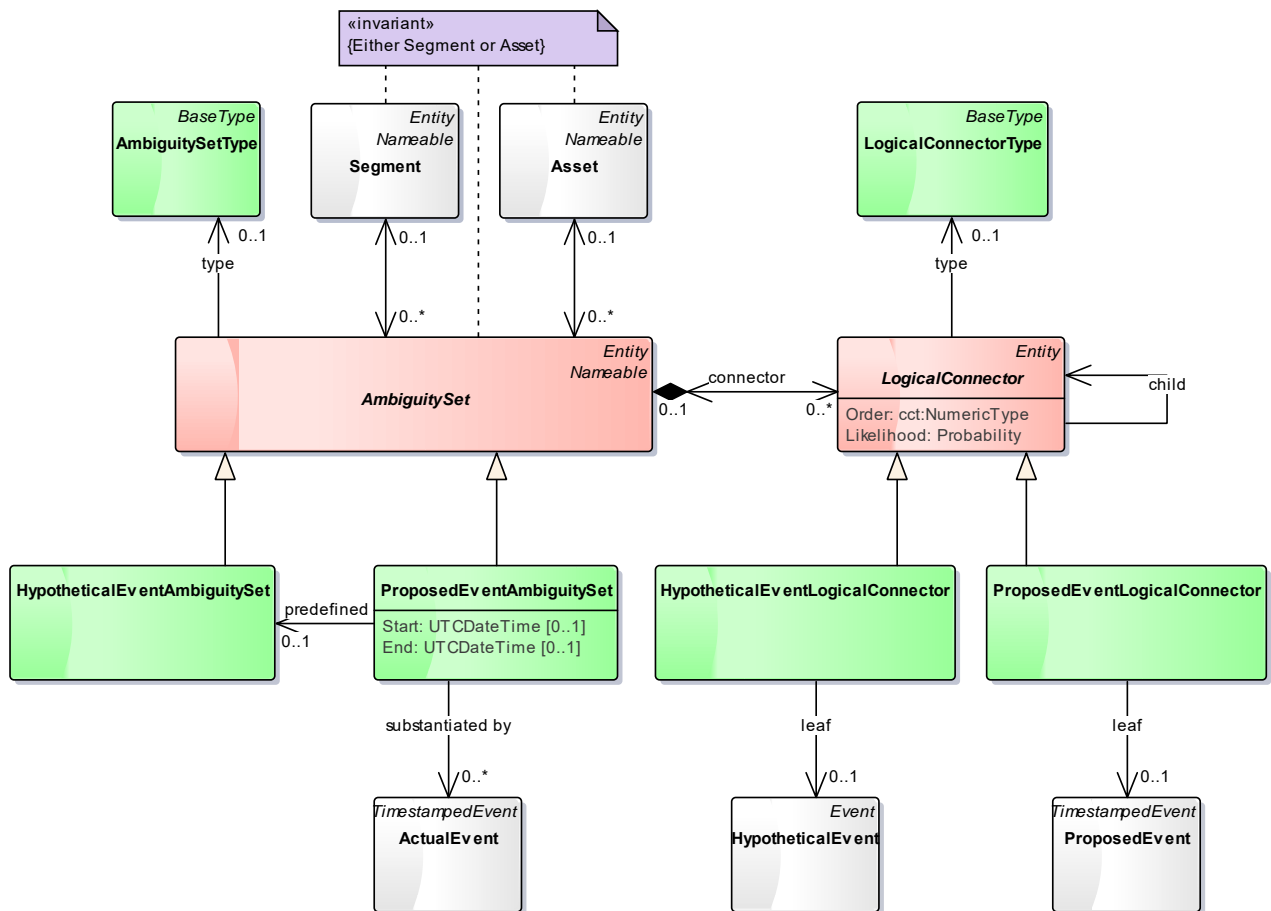 «invariant»
{Either Segment or Asset}
BaseType
AmbiguitySetType
Entity
Nameable
Segment
Entity
Nameable
Asset
BaseType
LogicalConnectorType
0..1
type
0..1
0..*
0..1
0..*
0..1
type
Entity
Nameable
AmbiguitySet
connector
0..1
0..*
Entity
LogicalConnector
Order: cct:NumericType
Likelihood: Probability
child
HypotheticalEventAmbiguitySet
predefined
0..1
ProposedEventAmbiguitySet
Start: UTCDateTime [0..1]
End: UTCDateTime [0..1]
HypotheticalEventLogicalConnector
ProposedEventLogicalConnector
substantiated by
0..*
leaf
0..1
leaf
0..1
TimestampedEvent
ActualEvent
Event
HypotheticalEvent
TimestampedEvent
ProposedEvent